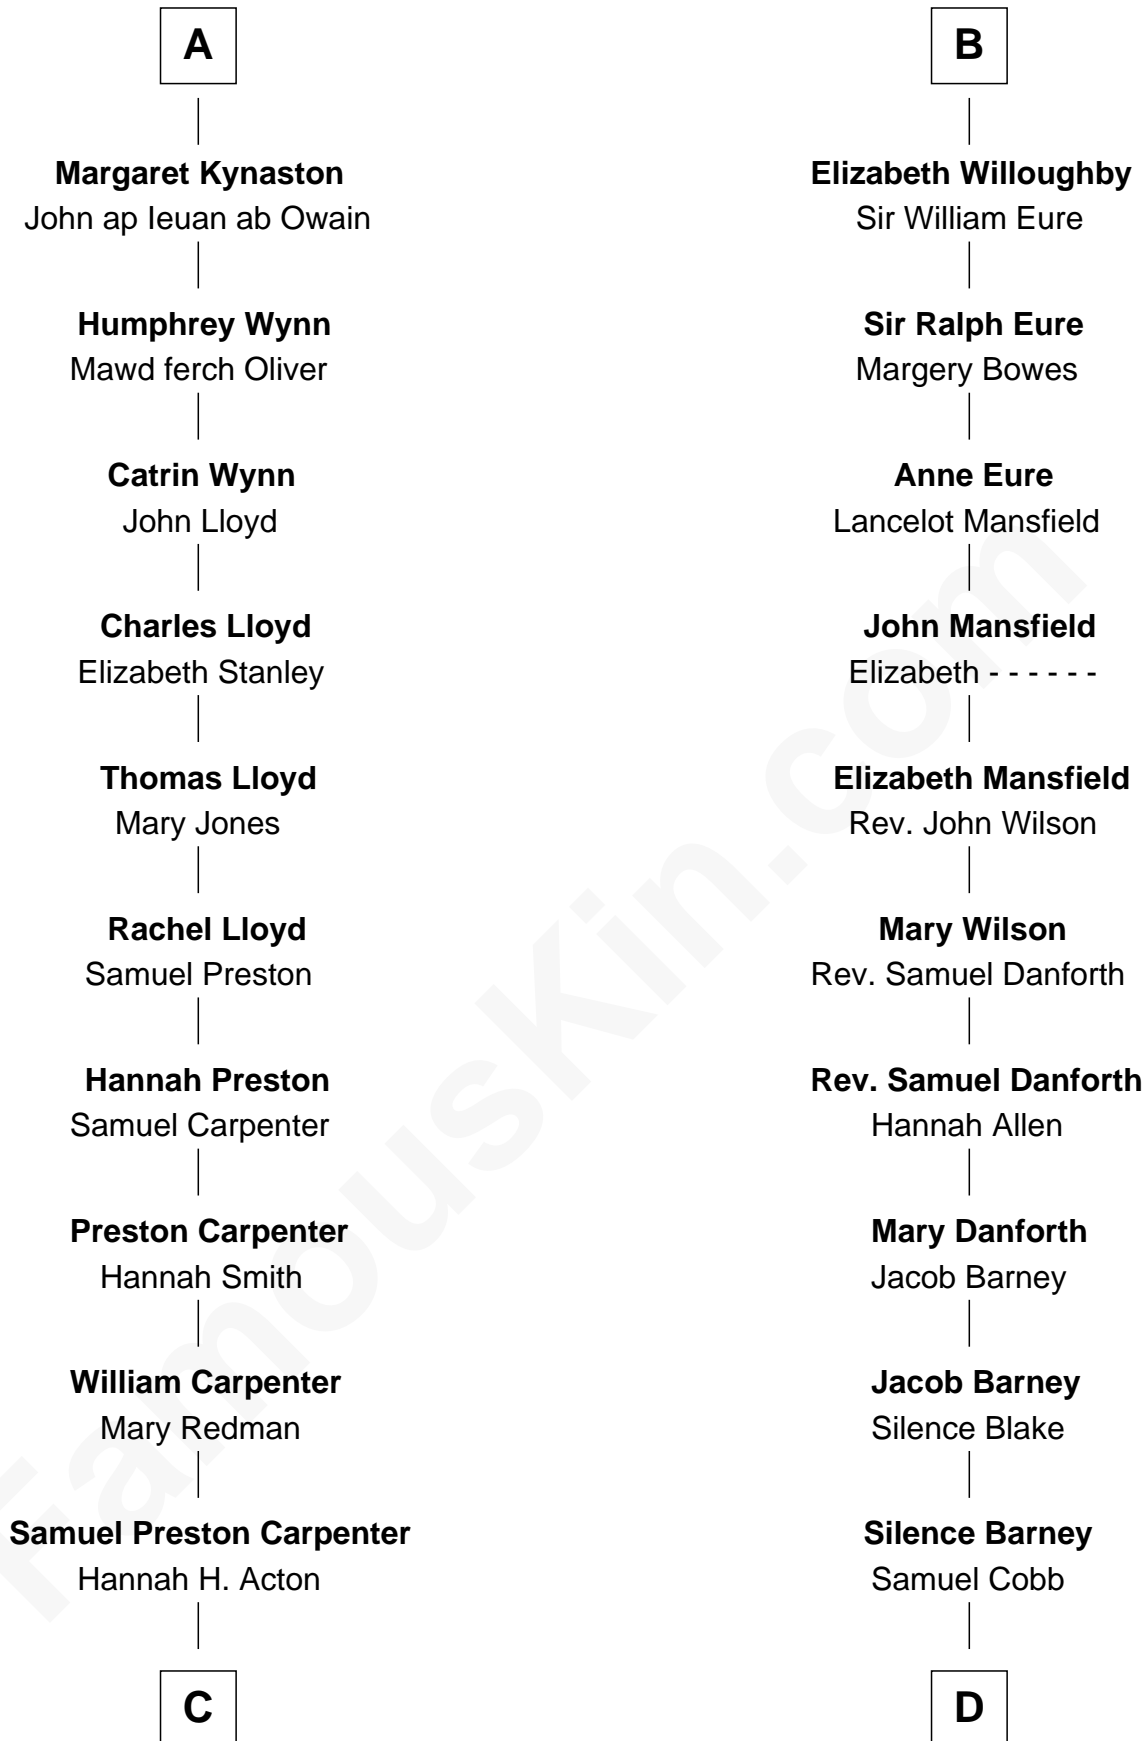 A
Margaret Kynaston
John ap Ieuan ab Owain
Humphrey Wynn
Mawd ferch Oliver
Catrin Wynn
John Lloyd
Charles Lloyd
Elizabeth Stanley
Thomas Lloyd
Mary Jones
Rachel Lloyd
Samuel Preston
Hannah Preston
Samuel Carpenter
Preston Carpenter
Hannah Smith
William Carpenter
Mary Redman
Samuel Preston Carpenter
Hannah H. Acton
C
B
Elizabeth Willoughby
Sir William Eure
Sir Ralph Eure
Margery Bowes
Anne Eure
Lancelot Mansfield
John Mansfield
Elizabeth - - - - - -
Elizabeth Mansfield
Rev. John Wilson
Mary Wilson
Rev. Samuel Danforth
Rev. Samuel Danforth
Hannah Allen
Mary Danforth
Jacob Barney
Jacob Barney
Silence Blake
Silence Barney
Samuel Cobb
D
FamousKin.com